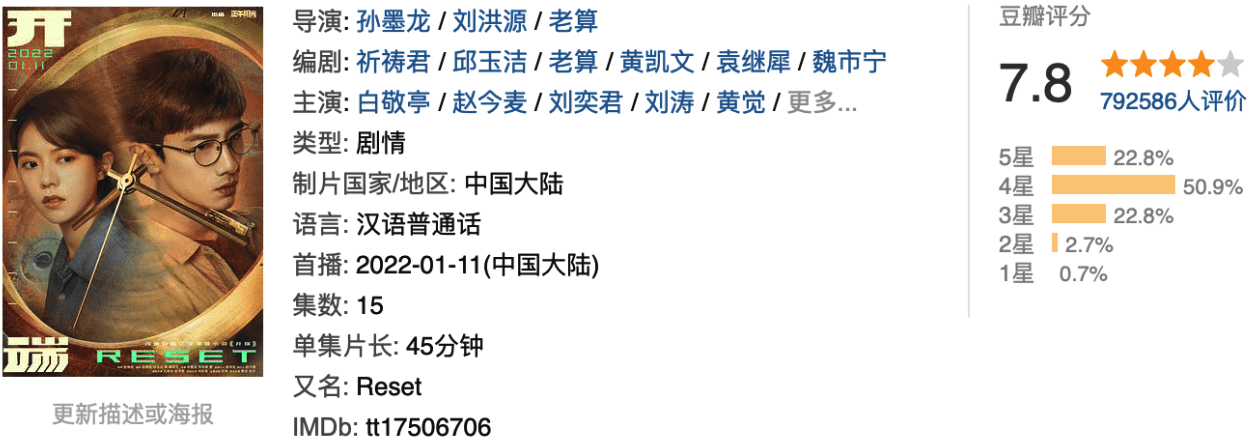 开
2022
01.11
端
RESET
更新描述或海报
导演: 孙墨龙 / 刘洪源 / 老算
编剧: 祈祷君 / 邱玉洁 / 老算 / 黄凯文 / 袁继犀 / 魏市宁
主演: 白敬亭 / 赵今麦 / 刘奕君 / 刘涛 / 黄觉 / 更多...
类型: 剧情
制片国家/地区: 中国大陆
语言: 汉语普通话
首播: 2022-01-11(中国大陆)
集数: 15
单集片长: 45分钟
又名: Reset
IMDb: tt17506706
豆瓣评分
7.8
792586人评价
5星 22.8%
4星 50.9%
3星 22.8%
2星 2.7%
1星 0.7%